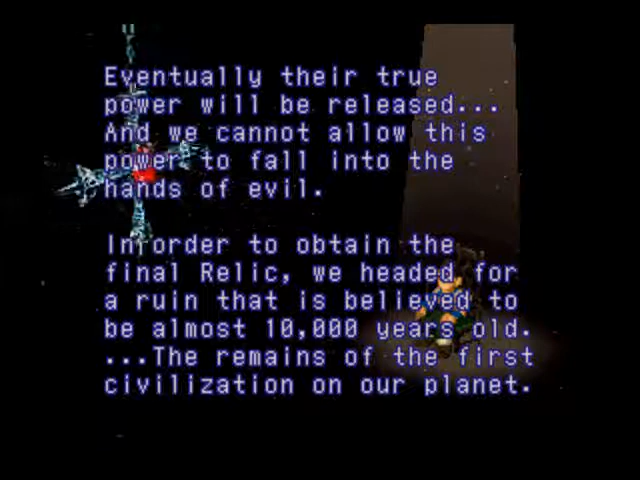 Eventually their true
power will be released...
And we cannot allow this
power to fall into the
hands of evil.
In order to obtain the
final Relic, we headed for
a ruin that is believed to
be almost 10,000 years old.
...The remains of the first
civilization on our planet.